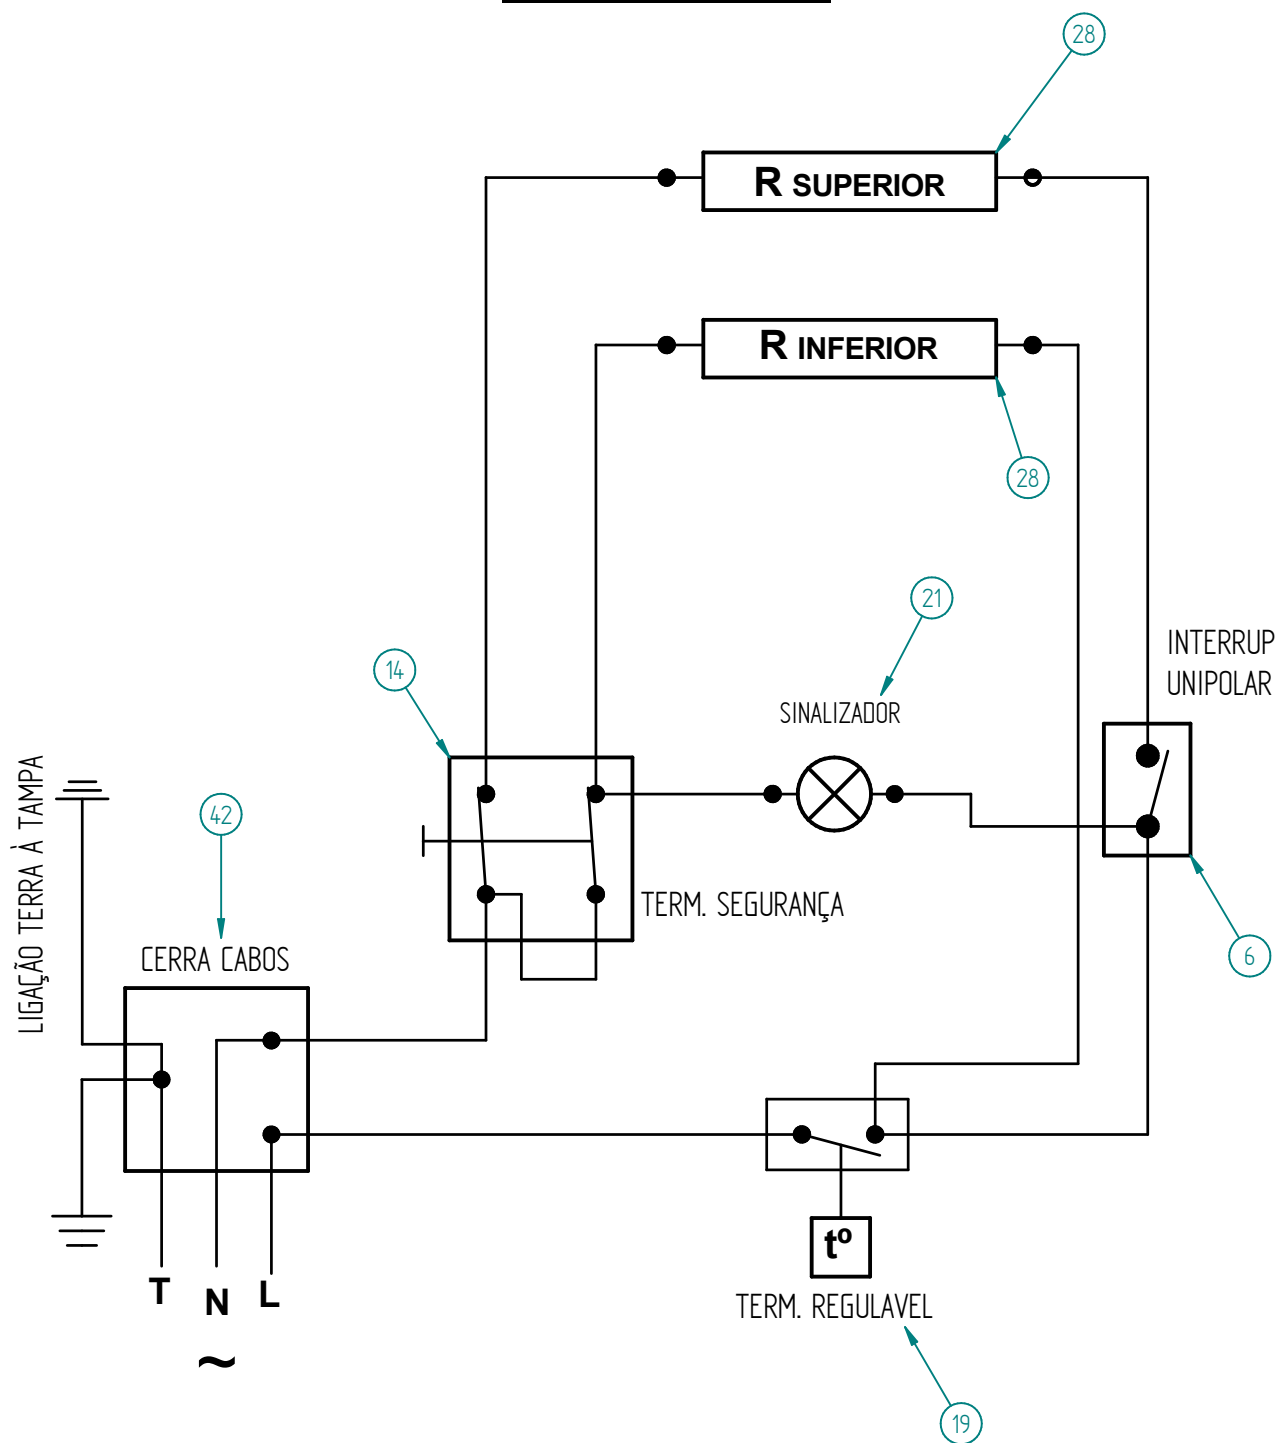 28
R SUPERIOR
R INFERIOR
28
21
INTERRUP
UNIPOLAR
14
SINALIZADOR
LIGAÇÃO TERRA À TAMPA
42
TERM. SEGURANÇA
CERRA CABOS
6
tº
T N L
~
TERM. REGULAVEL
19